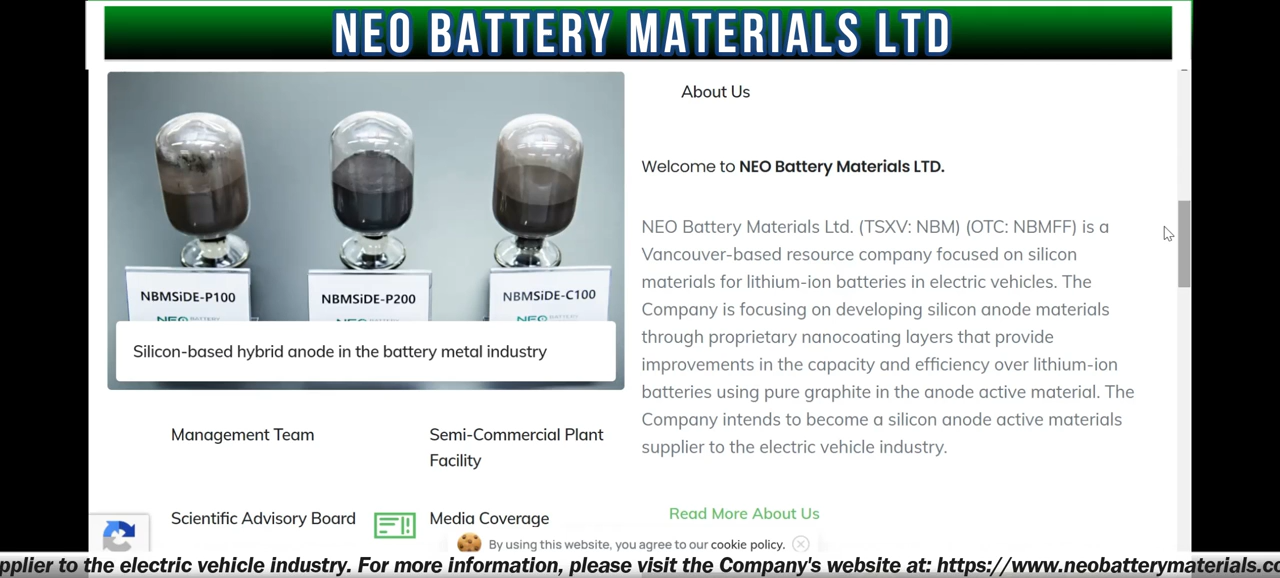 NEO BATTERY MATERIALS LTD
About Us
Welcome to NEO Battery Materials LTD.
NEO Battery Materials Ltd. (TSXV: NBM) (OTC: NBMFF) is a
Vancouver-based resource company focused on silicon
materials for lithium-ion batteries in electric vehicles. The
Company is focusing on developing silicon anode materials
through proprietary nanocoating layers that provide
improvements in the capacity and efficiency over lithium-ion
batteries using pure graphite in the anode active material. The
Company intends to become a silicon anode active materials
supplier to the electric vehicle industry.
Read More About Us
NBMSiDE-P100
NBMSiDE-P200
NBMSiDE-C100
NEO BATTERY
Silicon-based hybrid anode in the battery metal industry
Management Team
Semi-Commercial Plant
Facility
Scientific Advisory Board
Media Coverage
By using this website, you agree to our cookie policy.
pplier to the electric vehicle industry. For more information, please visit the Company's website at: https://www.neobatterymaterials.co